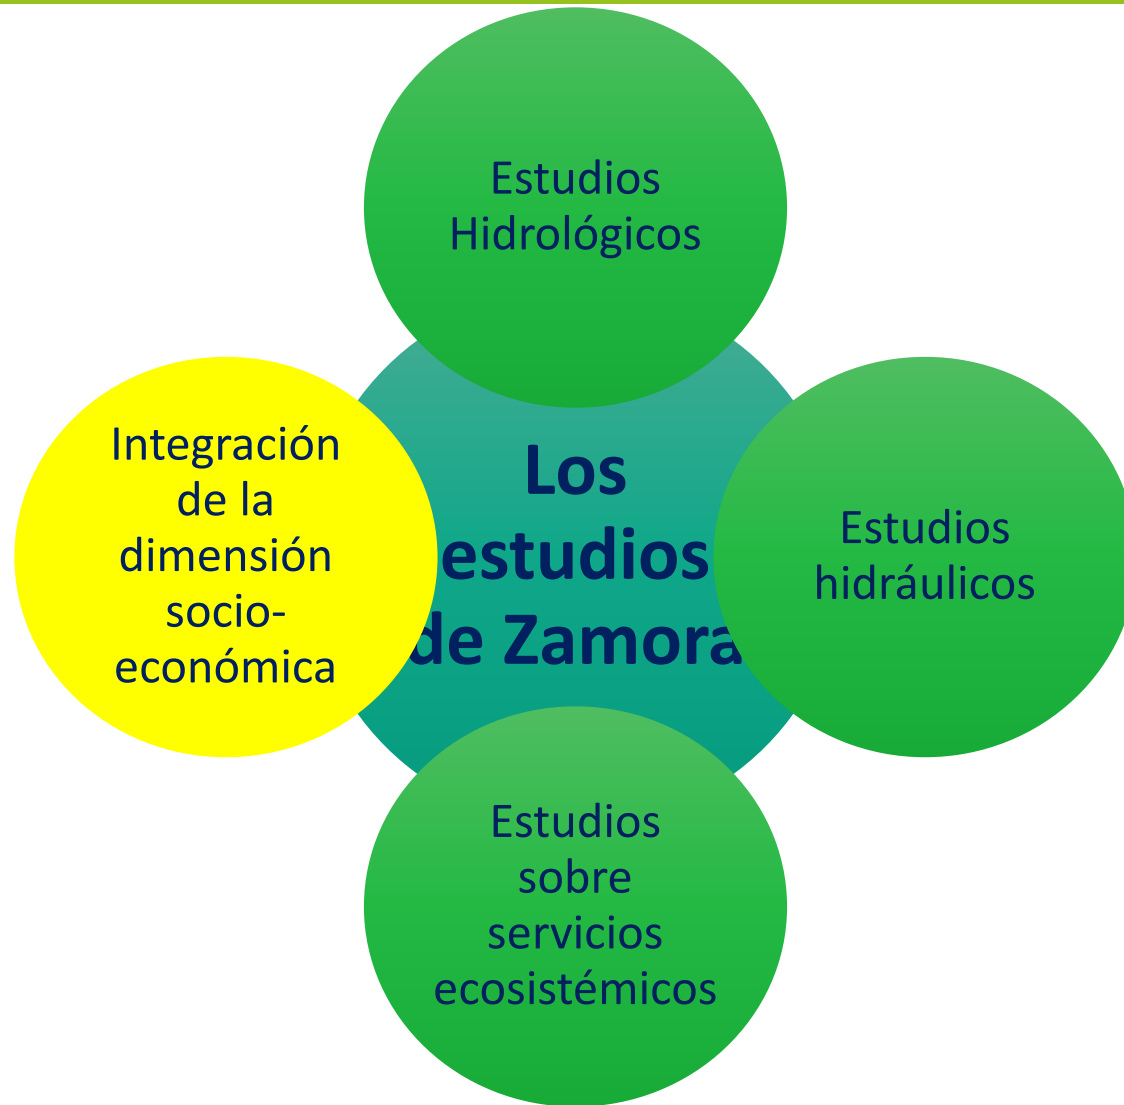 Estudios
Hidrológicos
Integración
de la
dimensión
socio-
económica
Los
estudios
de Zamora
Estudios
hidráulicos
Estudios
sobre
servicios
ecosistémicos